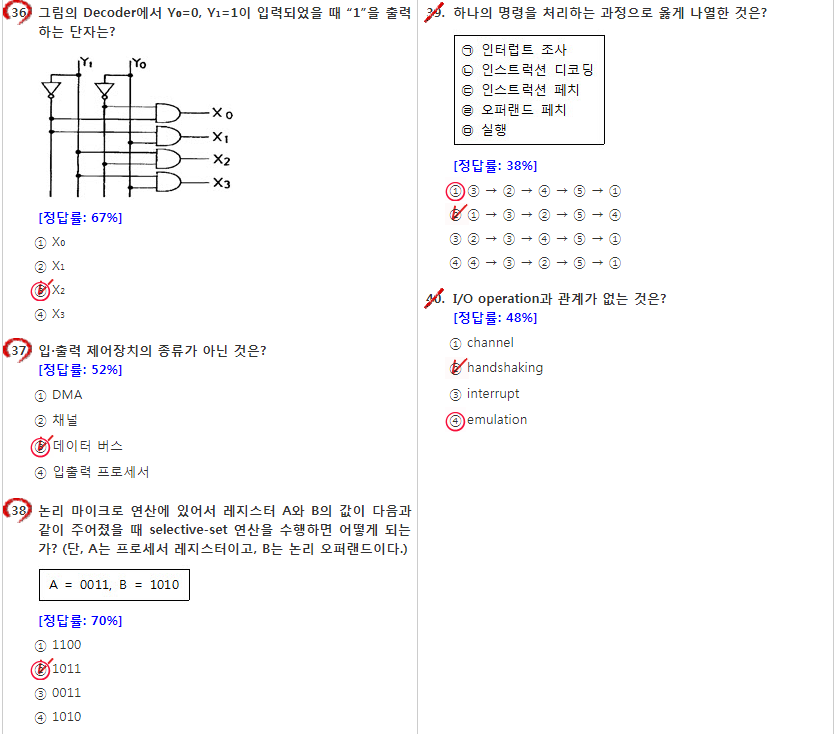 36. 그림의 Decoder에서 Y₀=0, Y₁=1이 입력되었을 때 "1"을 출력
하는 단자는?
Y₁ Y₀
X₀
X₁
X₂
X₃
[정답률: 67%]
① X₀
② X₁
③ X₂
④ X₃
37. 입·출력 제어장치의 종류가 아닌 것은?
[정답률: 52%]
① DMA
② 채널
③ 데이터 버스
④ 입출력 프로세서
38. 논리 마이크로 연산에 있어서 레지스터 A와 B의 값이 다음과
같이 주어졌을 때 selective-set 연산을 수행하면 어떻게 되는
가? (단, A는 프로세서 레지스터이고, B는 논리 오퍼랜드이다.)
A = 0011, B = 1010
[정답률: 70%]
① 1100
② 1011
③ 0011
④ 1010
39. 하나의 명령을 처리하는 과정으로 옳게 나열한 것은?
㉠ 인터럽트 조사
㉡ 인스트럭션 디코딩
㉢ 인스트럭션 페치
㉣ 오퍼랜드 페치
㉤ 실행
[정답률: 38%]
① ③ → ② → ④ → ⑤ → ①
② ① → ③ → ② → ⑤ → ④
③ ② → ③ → ④ → ⑤ → ①
④ ④ → ③ → ② → ⑤ → ①
40. I/O operation과 관계가 없는 것은?
[정답률: 48%]
① channel
② handshaking
③ interrupt
④ emulation